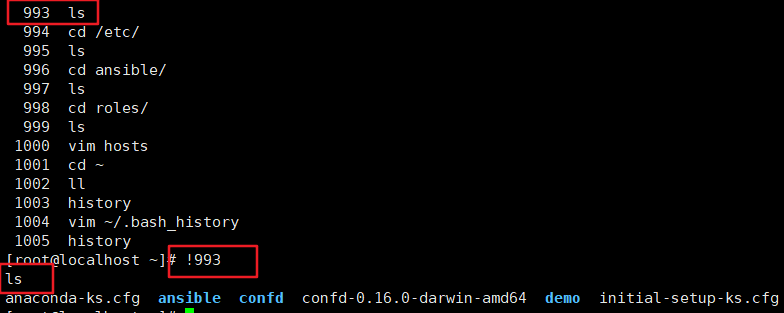 993 ls
994 cd /etc/
995 ls
996 cd ansible/
997 ls
998 cd roles/
999 ls
1000 vim hosts
1001 cd ~
1002 ll
1003 history
1004 vim ~/.bash_history
1005 history
[root@localhost ~]# !993
ls
anaconda-ks.cfg ansible confd confd-0.16.0-darwin-amd64 demo initial-setup-ks.cfg
[root@localhost ~]#